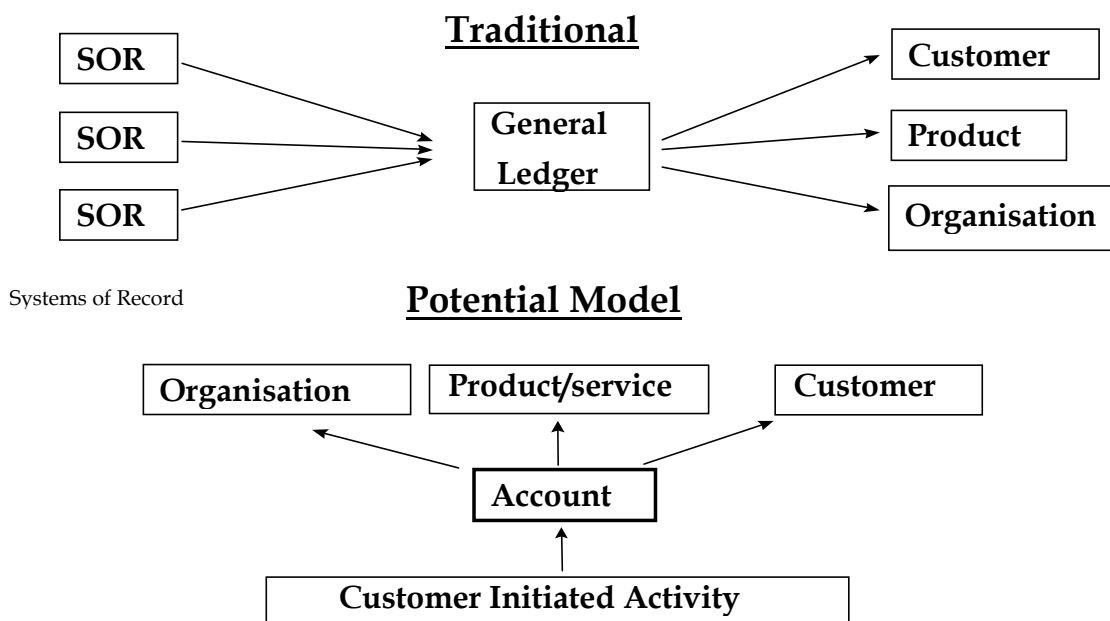 Traditional
SOR
Customer
SOR
General
Ledger
Product
SOR
Organisation
Systems of Record
Potential Model
Organisation
Product/service
Customer
Account
Customer Initiated Activity